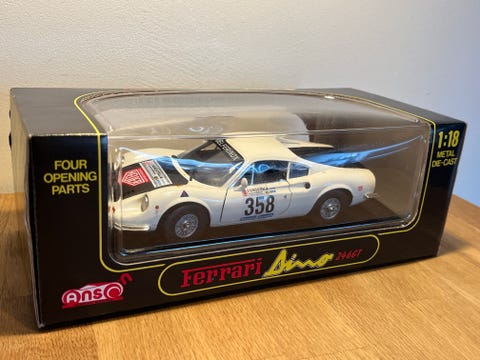 FOUR
OPENING
PARTS
1:18
METAL
DIE-CAST
358
Anson
Ferrari Dino 246GT